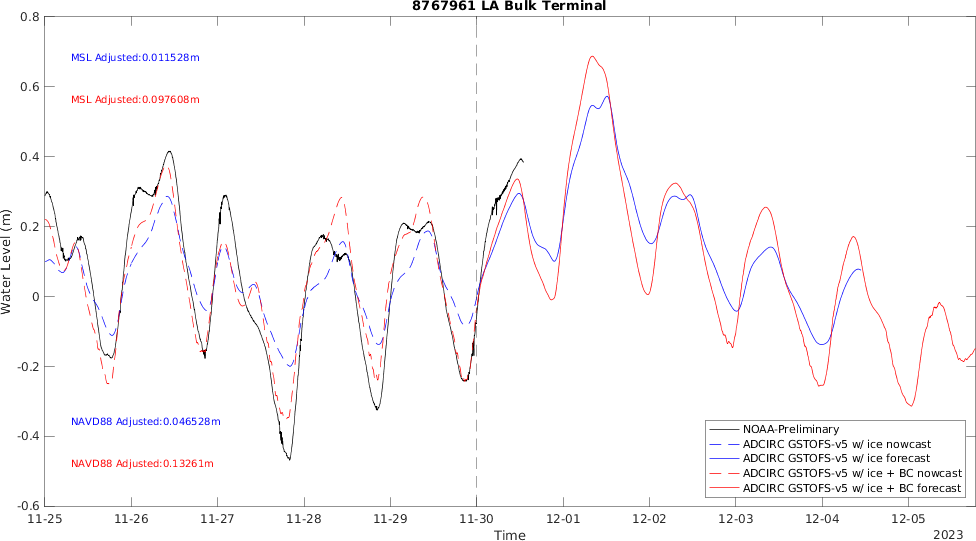 8767961 LA Bulk Terminal
0.8
0.6
0.4
0.2
0
-0.2
-0.4
-0.6
Water Level (m)
MSL Adjusted:0.011528m
MSL Adjusted:0.097608m
NAVD88 Adjusted:0.046528m
NAVD88 Adjusted:0.13261m
NOAA-Preliminary
ADCIRC GSTOFS-v5 w/ ice nowcast
ADCIRC GSTOFS-v5 w/ ice forecast
ADCIRC GSTOFS-v5 w/ ice + BC nowcast
ADCIRC GSTOFS-v5 w/ ice + BC forecast
11-25 11-26 11-27 11-28 11-29 11-30 12-01 12-02 12-03 12-04 12-05
Time
2023